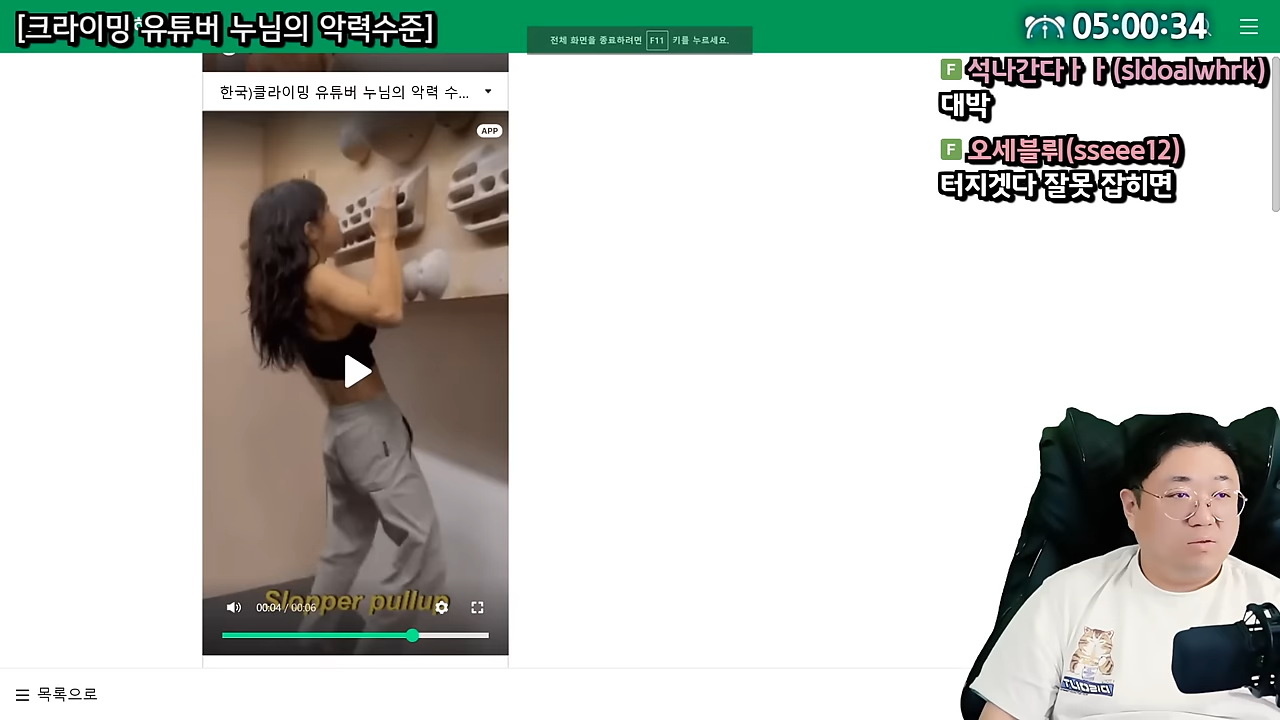 [크라이밍 유튜버 누님의 악력수준]
전체 화면을 종료하려면 F11 키를 누르세요.
05:00:34
한국)클라이밍 유튜버 누님의 악력 수...
APP
F 석나간다ㅏㅏ(sldoalwhrk)
대박
F 오세블뤼(sseee12)
터지겟다 잘못 잡히면
Slopper pullup
00:04 / 00:06
목록으로